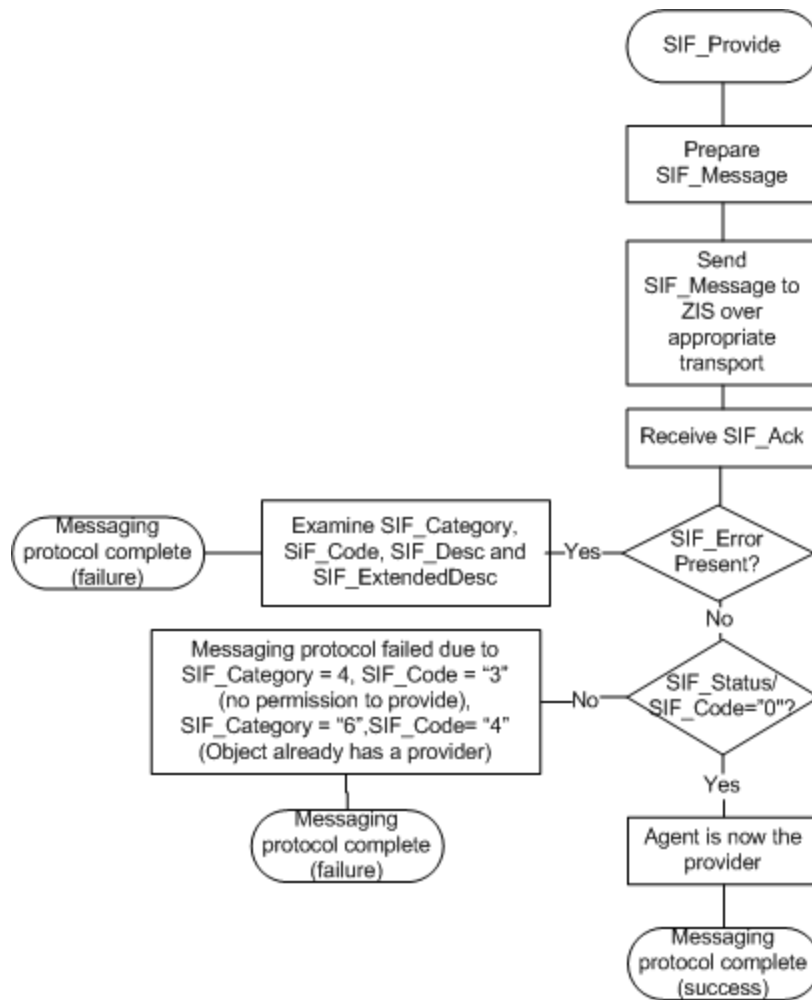 SIF_Provide
Prepare
SIF_Message
Send
SIF_Message to
ZIS over
appropriate
transport
Receive SIF_Ack
SIF_Error
Present?
Yes
Examine SIF_Category,
SiF_Code, SIF_Desc and
SIF_ExtendedDesc
Messaging
protocol complete
(failure)
No
SIF_Status/
SIF_Code="0"?
No
Messaging protocol failed due to
SIF_Category = 4, SIF_Code = “3”
(no permission to provide),
SIF_Category = “6”,SIF_Code= “4”
(Object already has a provider)
Messaging
protocol complete
(failure)
Yes
Agent is now the
provider
Messaging
protocol complete
(success)